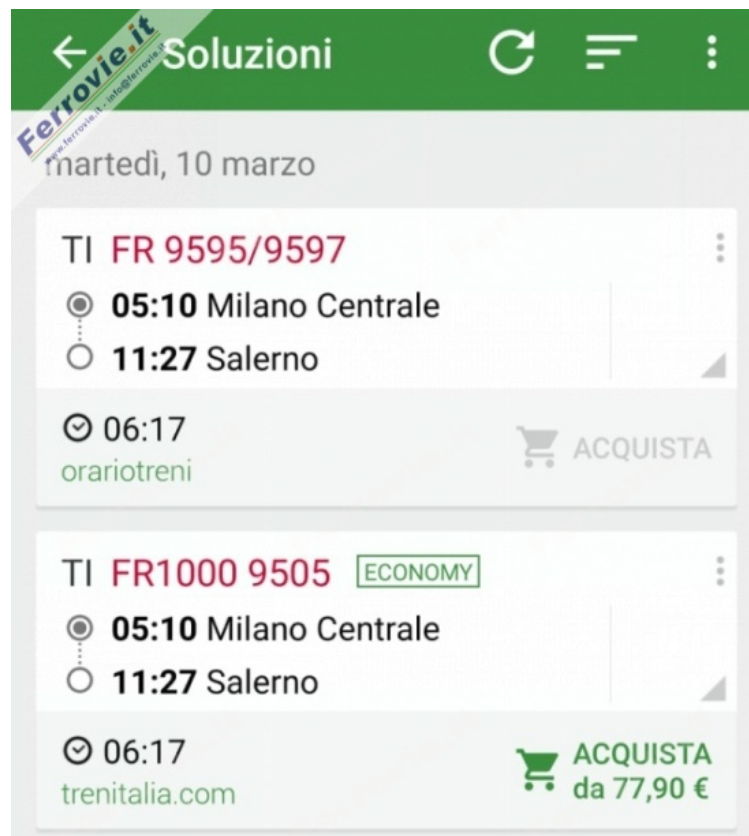 Ferrovie.it
www.ferrovie.it - info@ferrovie.it
Soluzioni
martedì, 10 marzo
TI FR 9595/9597
05:10 Milano Centrale
11:27 Salerno
06:17
ACQUISTA
orariotreni
TI FR1000 9505 ECONOMY
05:10 Milano Centrale
11:27 Salerno
06:17
ACQUISTA
da 77,90 €
trenitalia.com